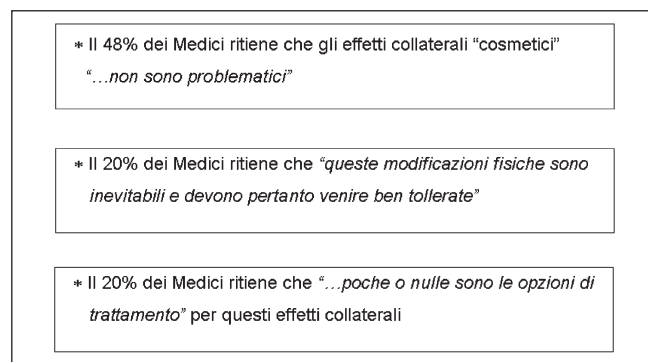 * Il 48% dei Medici ritiene che gli effetti collaterali “cosmetici”
“…non sono problematici”
* Il 20% dei Medici ritiene che “queste modificazioni fisiche sono
inevitabili e devono pertanto venire ben tollerate”
* Il 20% dei Medici ritiene che “…poche o nulle sono le opzioni di
trattamento” per questi effetti collaterali